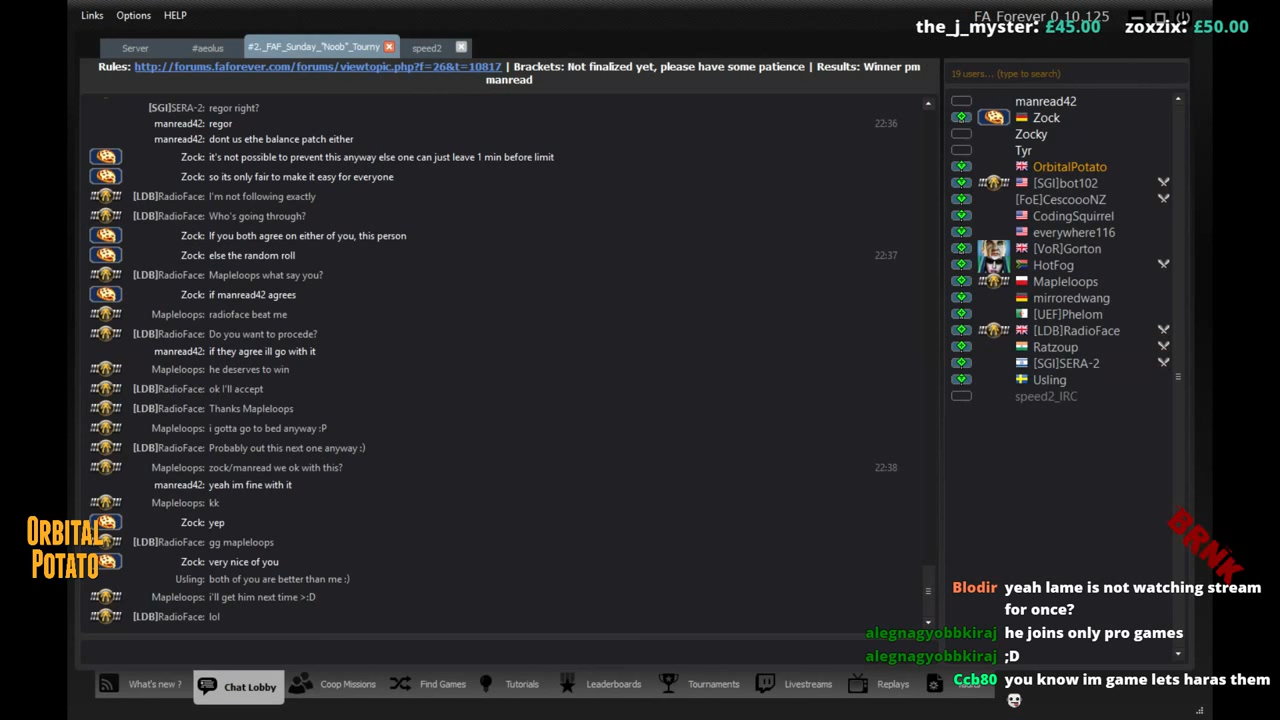 Links Options HELP
FA Forever 0.10.125
the_j_myster: £45.00 zoxzix: £50.00
Server #aeolus #2._FAF_Sunday_"Noob"_Tourny speed2
Rules: http://forums.faforever.com/forums/viewtopic.php?f=26&t=10817 | Brackets: Not finalized yet, please have some patience | Results: Winner pm
manread
19 users... (type to search)
[SGI]SERA-2: regor right?
manread42: regor 22:36
manread42: dont us ethe balance patch either
Zock: it's not possible to prevent this anyway else one can just leave 1 min before limit
Zock: so its only fair to make it easy for everyone
[LDB]RadioFace: I'm not following exactly
[LDB]RadioFace: Who's going through?
Zock: If you both agree on either of you, this person
Zock: else the random roll 22:37
[LDB]RadioFace: Mapleloops what say you?
Zock: if manread42 agrees
Mapleloops: radioface beat me
[LDB]RadioFace: Do you want to procede?
manread42: if they agree ill go with it
Mapleloops: he deserves to win
[LDB]RadioFace: ok I'll accept
[LDB]RadioFace: Thanks Mapleloops
Mapleloops: i gotta go to bed anyway :P
[LDB]RadioFace: Probably out this next one anyway :)
Mapleloops: zock/manread we ok with this? 22:38
manread42: yeah im fine with it
Mapleloops: kk
Zock: yep
[LDB]RadioFace: gg mapleloops
Zock: very nice of you
Usling: both of you are better than me :)
Mapleloops: i'll get him next time >:D
[LDB]RadioFace: lol
manread42
Zock
Zocky
Tyr
OrbitalPotato
[SGI]bot102
[FoE]CescoooNZ
CodingSquirrel
everywhere116
[VoR]Gorton
HotFog
Mapleloops
mirroredwang
[UEF]Phelom
[LDB]RadioFace
Ratzoup
[SGI]SERA-2
Usling
speed2_IRC
ORBITAL
POTATO
BRNK
Blodir yeah lame is not watching stream
for once?
alegnagyobbkiraj he joins only pro games
alegnagyobbkiraj ;D
Ccb80 you know im game lets haras them
What's new ? Chat Lobby Coop Missions Find Games Tutorials Leaderboards Tournaments Livestreams Replays